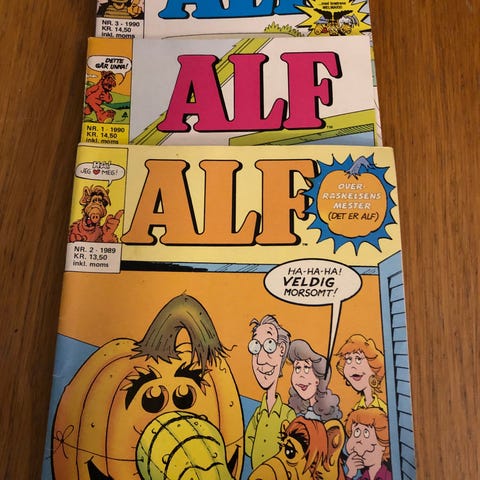 ALF
NR. 3 - 1990
KR. 14,50
inkl. moms
DETTE
GÅR UNNA!
ALF
NR. 1 - 1990
KR. 14,50
inkl. moms
HA!
JEG ♥ MEG!
ALF
OVER-
RASKELSENS
MESTER
(DET ER ALF)
NR. 2 - 1989
KR. 13,50
inkl. moms
HA-HA-HA!
VELDIG
MORSOMT!